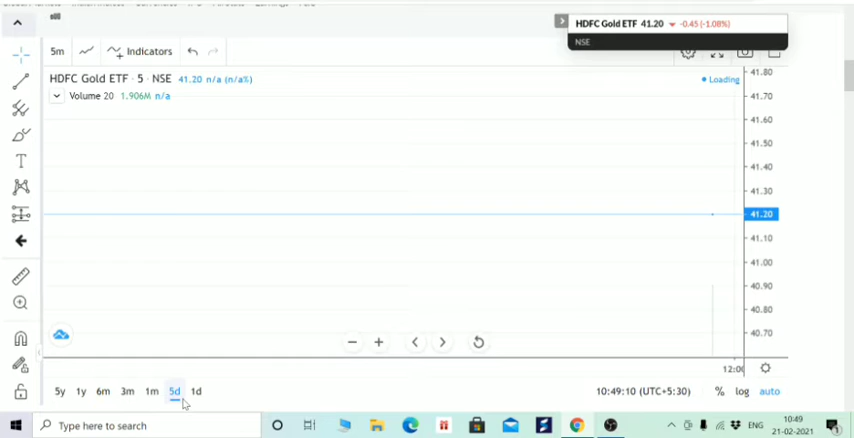 HDFC Gold ETF 41.20 -0.45 (-1.08%)
NSE
5m Indicators
HDFC Gold ETF · 5 · NSE 41.20 n/a (n/a%)
Loading
Volume 20 1.906M n/a
41.80
41.70
41.60
41.50
41.40
41.30
41.20
41.10
41.00
40.90
40.80
40.70
12:00
5y 1y 6m 3m 1m 5d 1d
10:49:10 (UTC+5:30) % log auto
Type here to search
ENG
10:49
21-02-2021